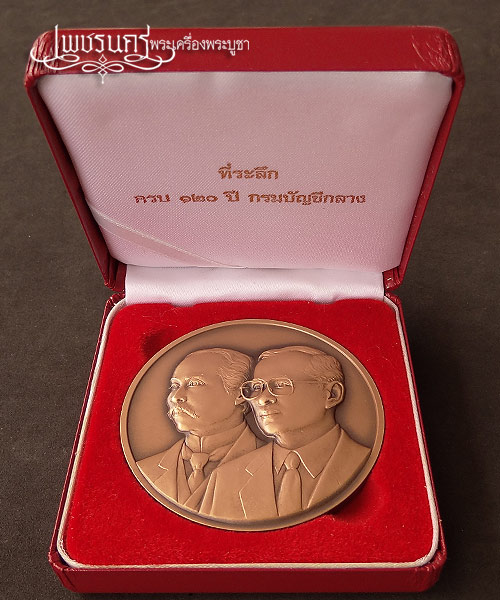 เพชรนคร พระเครื่องพระบูชา
ที่ระลึก
ครบ ๑๒๐ ปี กรมบัญชีกลาง